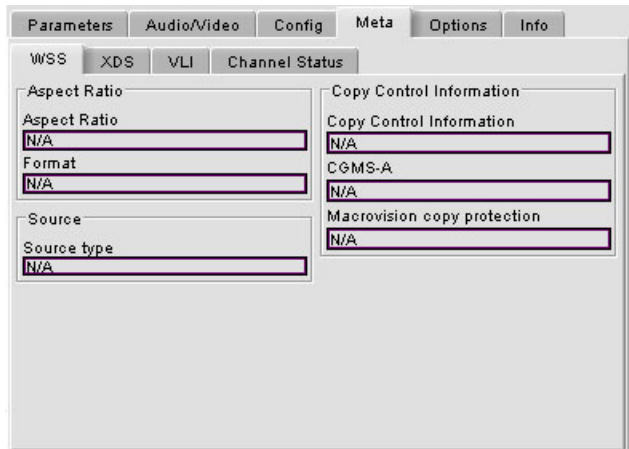 Parameters Audio/Video Config Meta Options Info
WSS XDS VLI Channel Status
Aspect Ratio
Aspect Ratio
N/A
Format
N/A
Source
Source type
N/A
Copy Control Information
Copy Control Information
N/A
CGMS-A
N/A
Macrovision copy protection
N/A